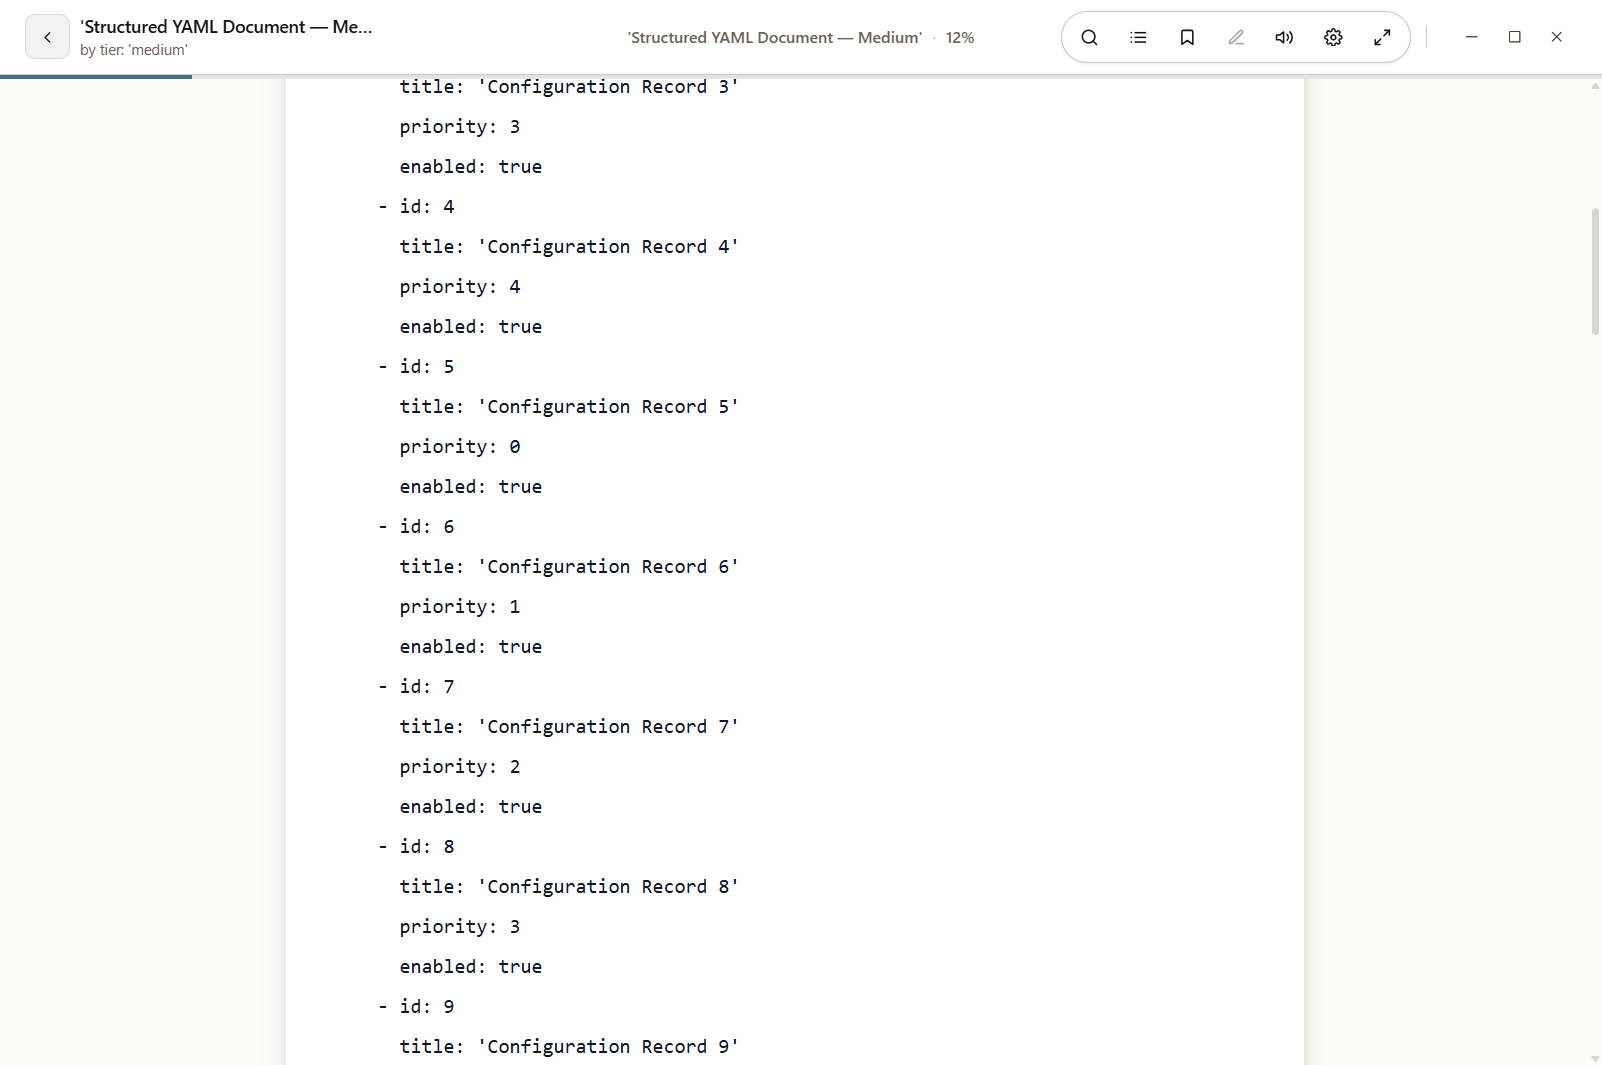 'Structured YAML Document — Me...
by tier: 'medium'
'Structured YAML Document — Medium' · 12%
title: 'Configuration Record 3'
priority: 3
enabled: true
- id: 4
title: 'Configuration Record 4'
priority: 4
enabled: true
- id: 5
title: 'Configuration Record 5'
priority: 0
enabled: true
- id: 6
title: 'Configuration Record 6'
priority: 1
enabled: true
- id: 7
title: 'Configuration Record 7'
priority: 2
enabled: true
- id: 8
title: 'Configuration Record 8'
priority: 3
enabled: true
- id: 9
title: 'Configuration Record 9'